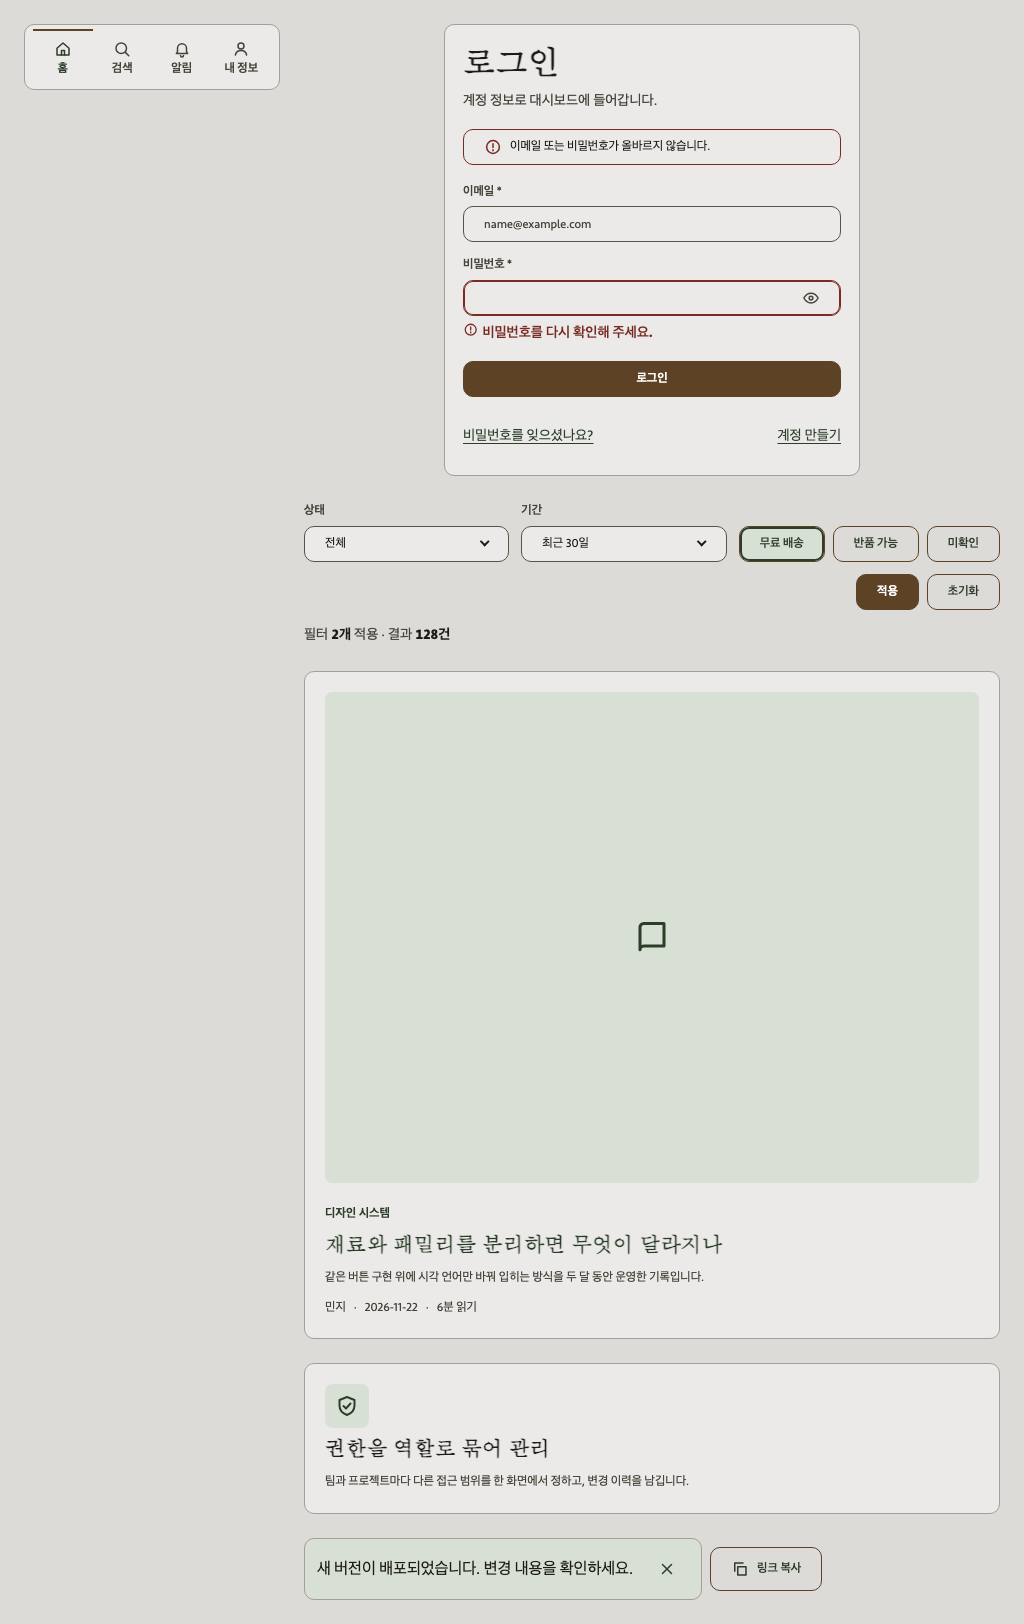 홈
검색
알림
내 정보
로그인
계정 정보로 대시보드에 들어갑니다.
이메일 또는 비밀번호가 올바르지 않습니다.
이메일 *
name@example.com
비밀번호 *
비밀번호를 다시 확인해 주세요.
로그인
비밀번호를 잊으셨나요?
계정 만들기
상태
기간
전체
최근 30일
무료 배송
반품 가능
미확인
적용
초기화
필터 2개 적용 · 결과 128건
디자인 시스템
재료와 패밀리를 분리하면 무엇이 달라지나
같은 버튼 구현 위에 시각 언어만 바꿔 입히는 방식을 두 달 동안 운영한 기록입니다.
민지 · 2026-11-22 · 6분 읽기
권한을 역할로 묶어 관리
팀과 프로젝트마다 다른 접근 범위를 한 화면에서 정하고, 변경 이력을 남깁니다.
새 버전이 배포되었습니다. 변경 내용을 확인하세요.
링크 복사